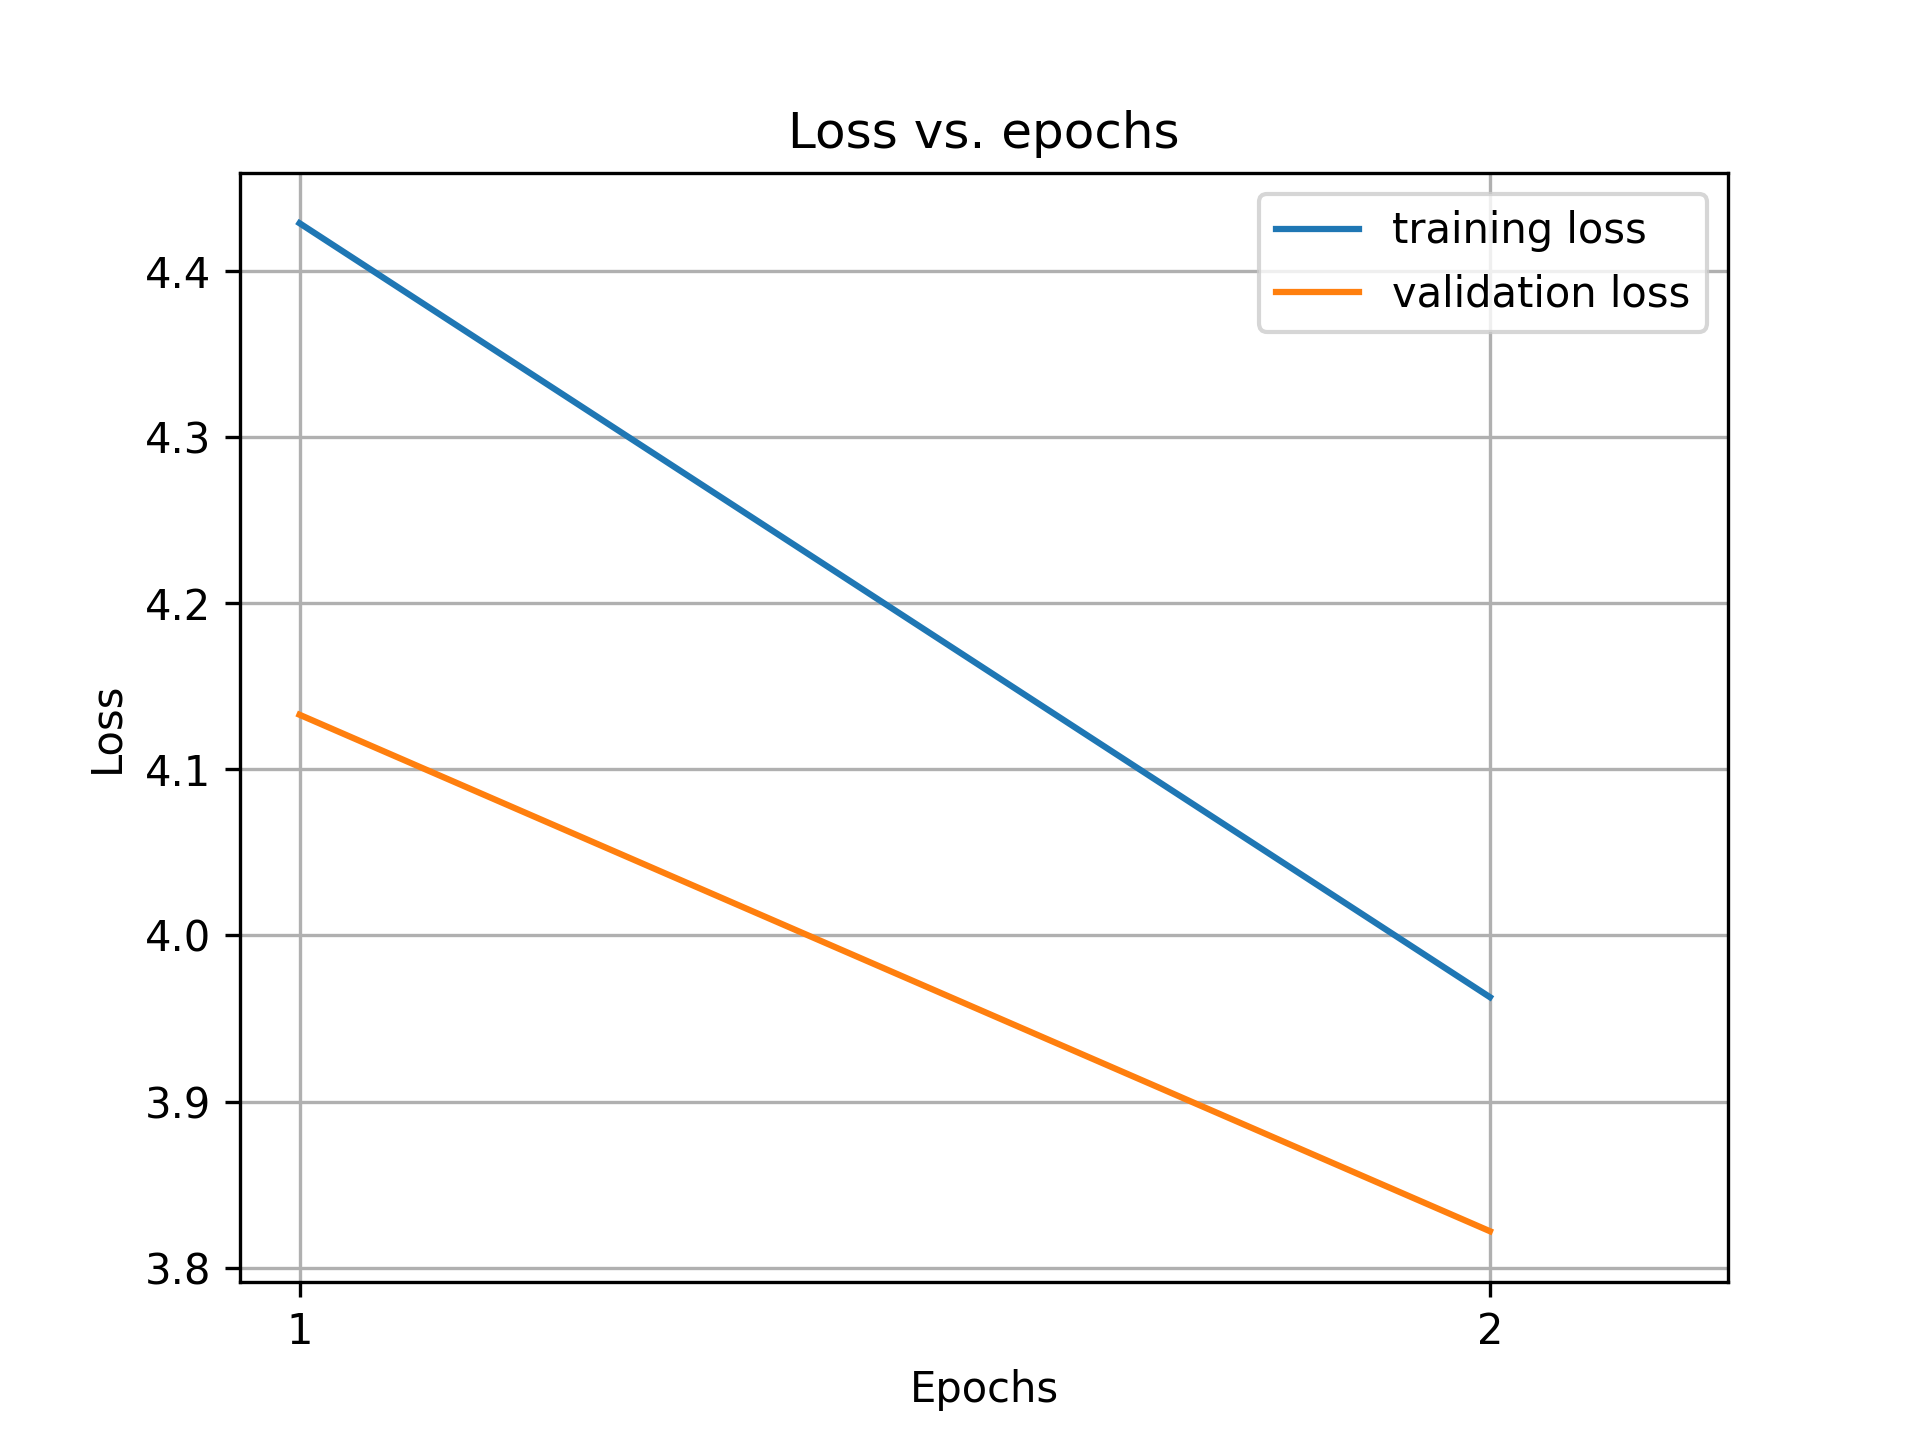 Loss vs. epochs
training loss
validation loss
Loss
4.4
4.3
4.2
4.1
4.0
3.9
3.8
1
2
Epochs